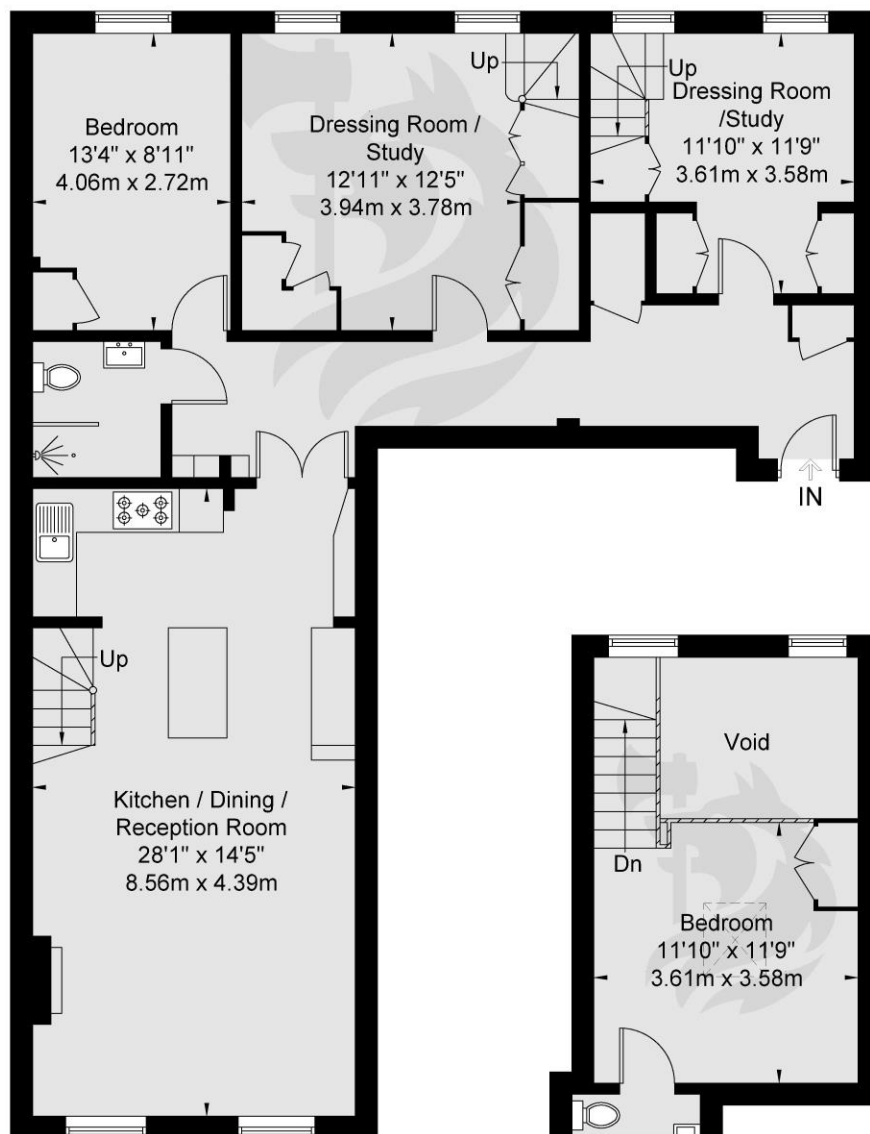 Bedroom
13'4" x 8'11"
4.06m x 2.72m
Dressing Room /
Study
12'11" x 12'5"
3.94m x 3.78m
Up
Up
Dressing Room
/Study
11'10" x 11'9"
3.61m x 3.58m
IN
Up
Kitchen / Dining /
Reception Room
28'1" x 14'5"
8.56m x 4.39m
Void
Dn
Bedroom
11'10" x 11'9"
3.61m x 3.58m